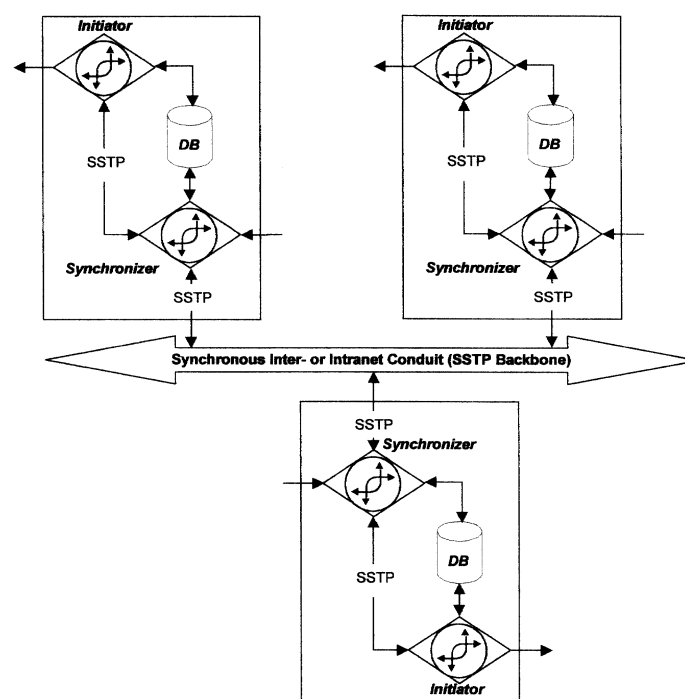 Initiator
Initiator
DB
DB
SSTP
SSTP
Synchronizer
Synchronizer
SSTP
SSTP
Synchronous Inter- or Intranet Conduit (SSTP Backbone)
SSTP
Synchronizer
DB
SSTP
Initiator